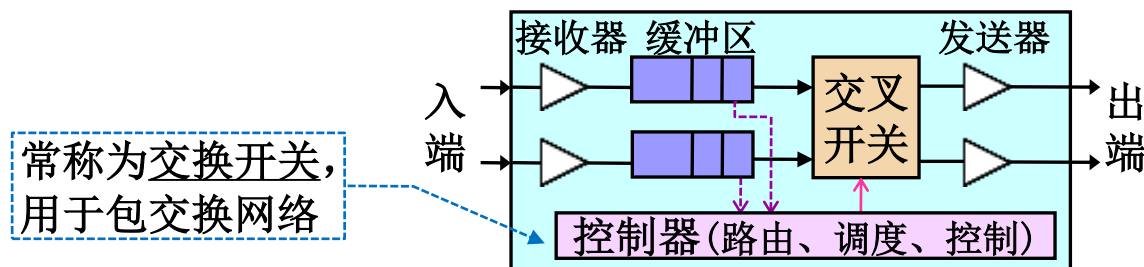 接收器
缓冲区
发送器
入端
交叉
开关
出端
常称为交换开关，
用于包交换网络
控制器(路由、调度、控制)